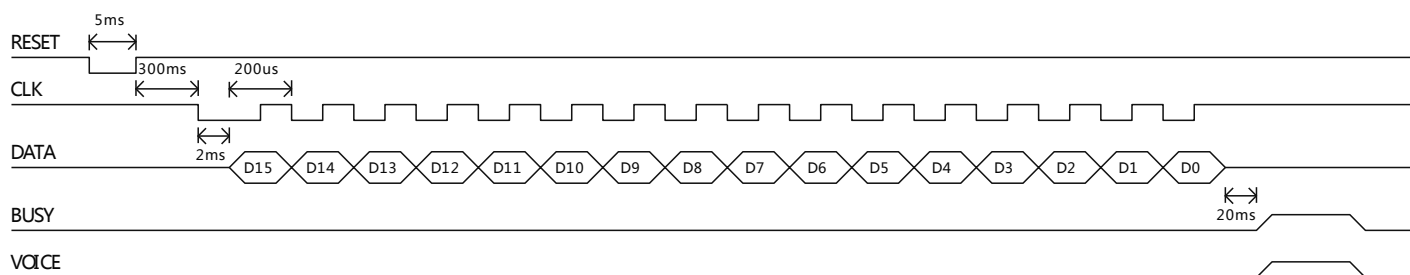 5ms
RESET
300ms 200us
CLK
2ms
DATA D15 D14 D13 D12 D11 D10 D9 D8 D7 D6 D5 D4 D3 D2 D1 D0
20ms
BUSY
VOICE